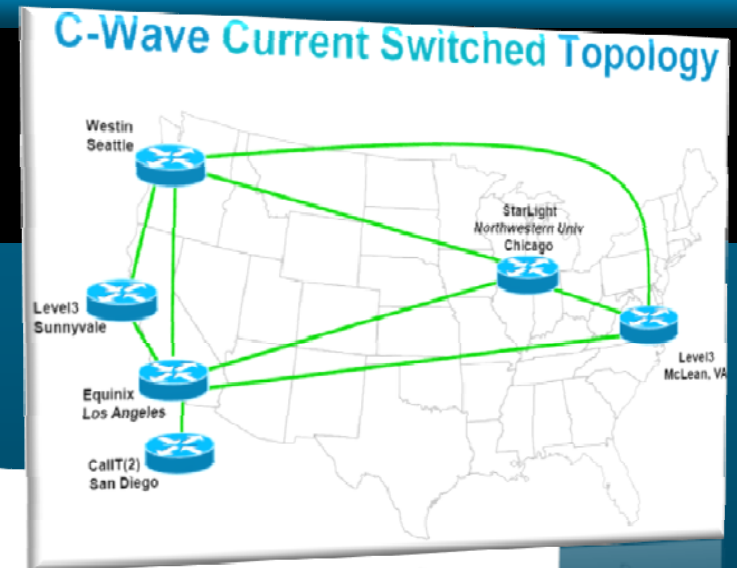 C-Wave Current Switched Topology
Westin
Seattle
StarLight
Northwestern Univ
Chicago
Level3
Sunnyvale
Level3
McLean, VA
Equinix
Los Angeles
CalIT(2)
San Diego